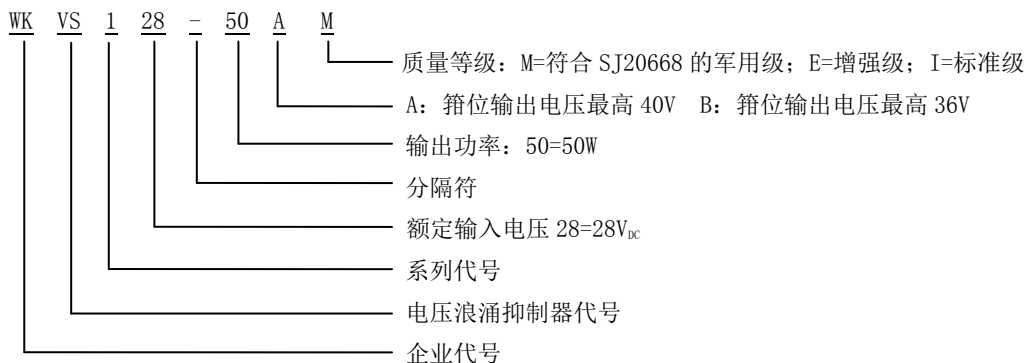 WK VS 1 28 - 50 A M
质量等级：M=符合 SJ20668 的军用级；E=增强级；I=标准级
A：箝位输出电压最高 40V B：箝位输出电压最高 36V
输出功率：50=50W
分隔符
额定输入电压 28=28VDC
系列代号
电压浪涌抑制器代号
企业代号